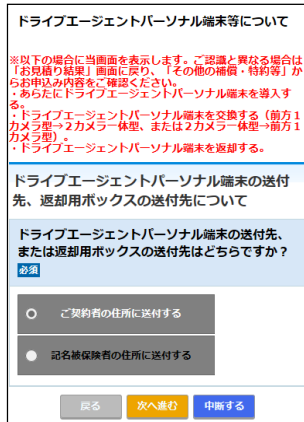 ドライブエージェントパーソナル端末等について
※以下の場合に当画面を表示します。ご認識と異なる場合は
「お見積り結果」画面に戻り、「その他の補償・特約等」か
らお申込み内容をご確認ください。
・あらたにドライブエージェントパーソナル端末を導入す
る。
・ドライブエージェントパーソナル端末を交換する（前方１
カメラ型→２カメラ一体型、または２カメラ一体型→前方１
カメラ型）。
・ドライブエージェントパーソナル端末を返却する。
ドライブエージェントパーソナル端末の送付
先、返却用ボックスの送付先について
ドライブエージェントパーソナル端末の送付先、
または返却用ボックスの送付先はどちらですか？
必須
ご契約者の住所に送付する
記名被保険者の住所に送付する
戻る 次へ進む 中断する